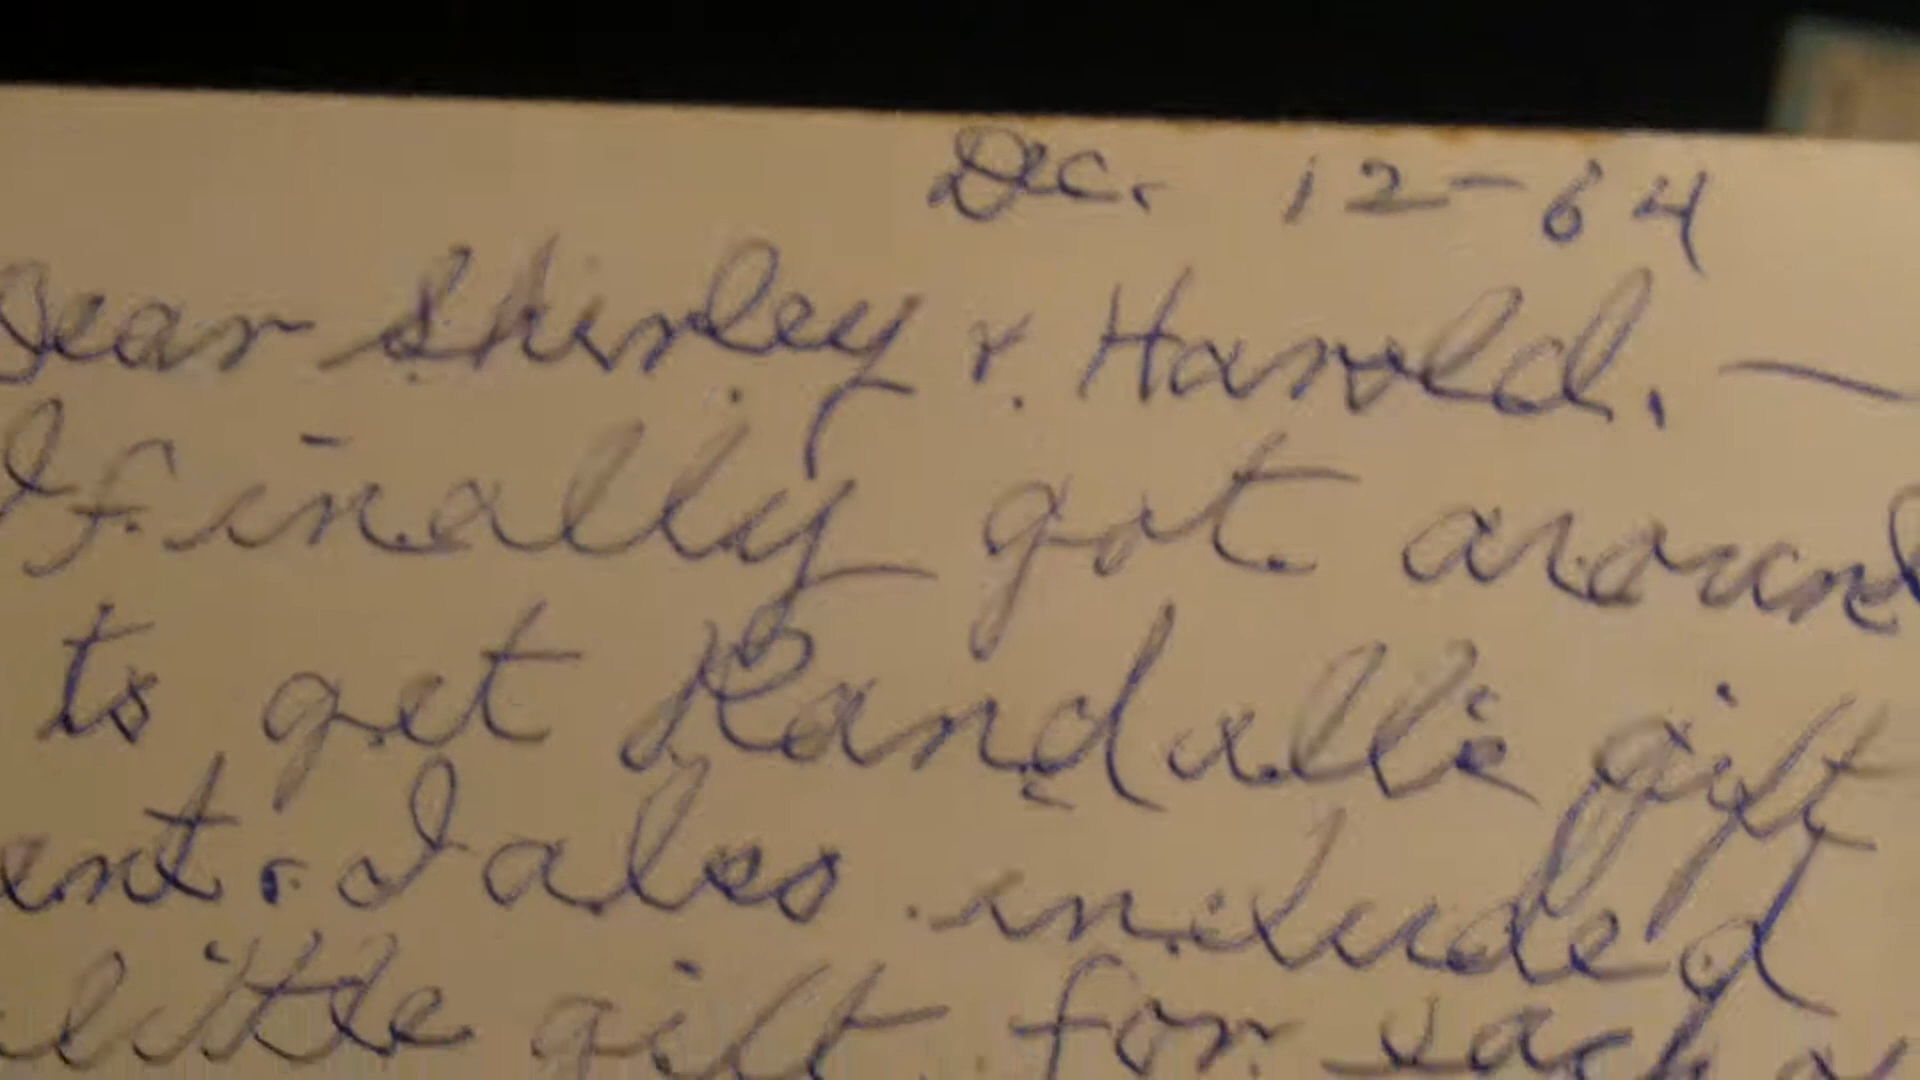 Dec. 12-64
Dear Shirley & Harold. —
I finally got around
to get Randall's gift
ent. I also included
little gift for each